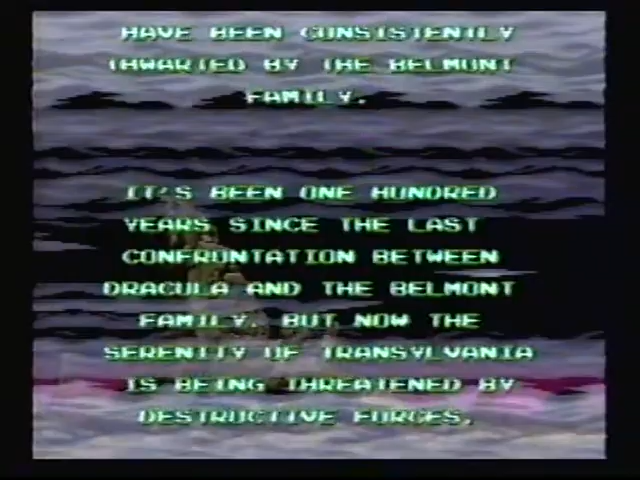 HAVE BEEN CONSISTENTLY
THWARTED BY THE BELMONT
FAMILY.
IT'S BEEN ONE HUNDRED
YEARS SINCE THE LAST
CONFRONTATION BETWEEN
DRACULA AND THE BELMONT
FAMILY. BUT NOW THE
SERENITY OF TRANSYLVANIA
IS BEING THREATENED BY
DESTRUCTIVE FORCES.